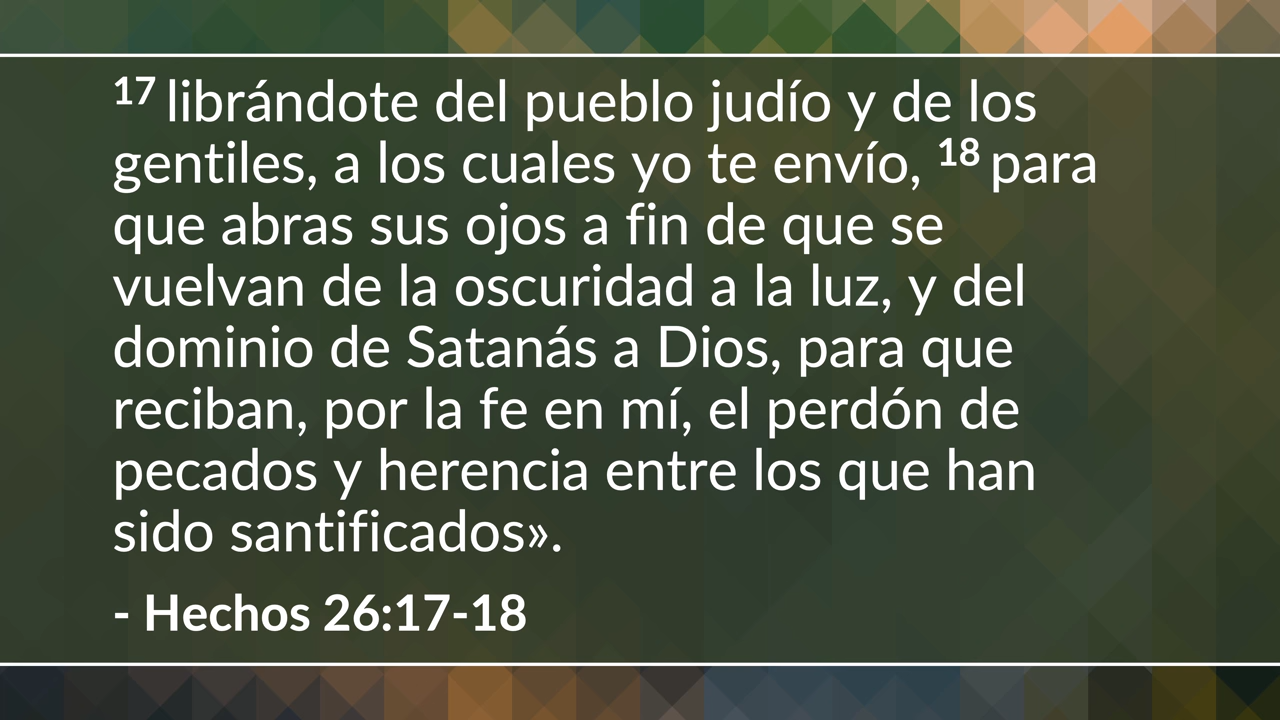 17 librándote del pueblo judío y de los
gentiles, a los cuales yo te envío, 18 para
que abras sus ojos a fin de que se
vuelvan de la oscuridad a la luz, y del
dominio de Satanás a Dios, para que
reciban, por la fe en mí, el perdón de
pecados y herencia entre los que han
sido santificados».
- Hechos 26:17-18